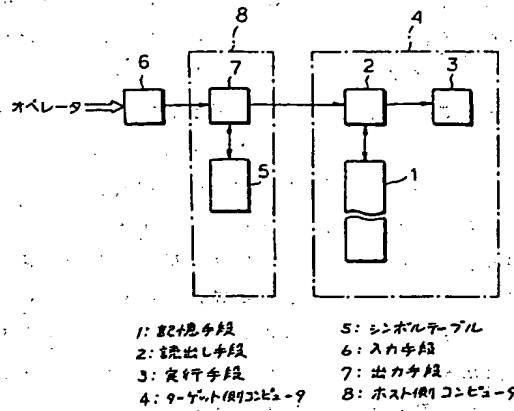 8
4
6
7
2
3
オペレータ
5
1
1: 記憶手段
2: 読出し手段
3: 実行手段
4: ターゲット側コンピュータ
5: シンボルテーブル
6: 入力手段
7: 出力手段
8: ホスト側コンピュータ